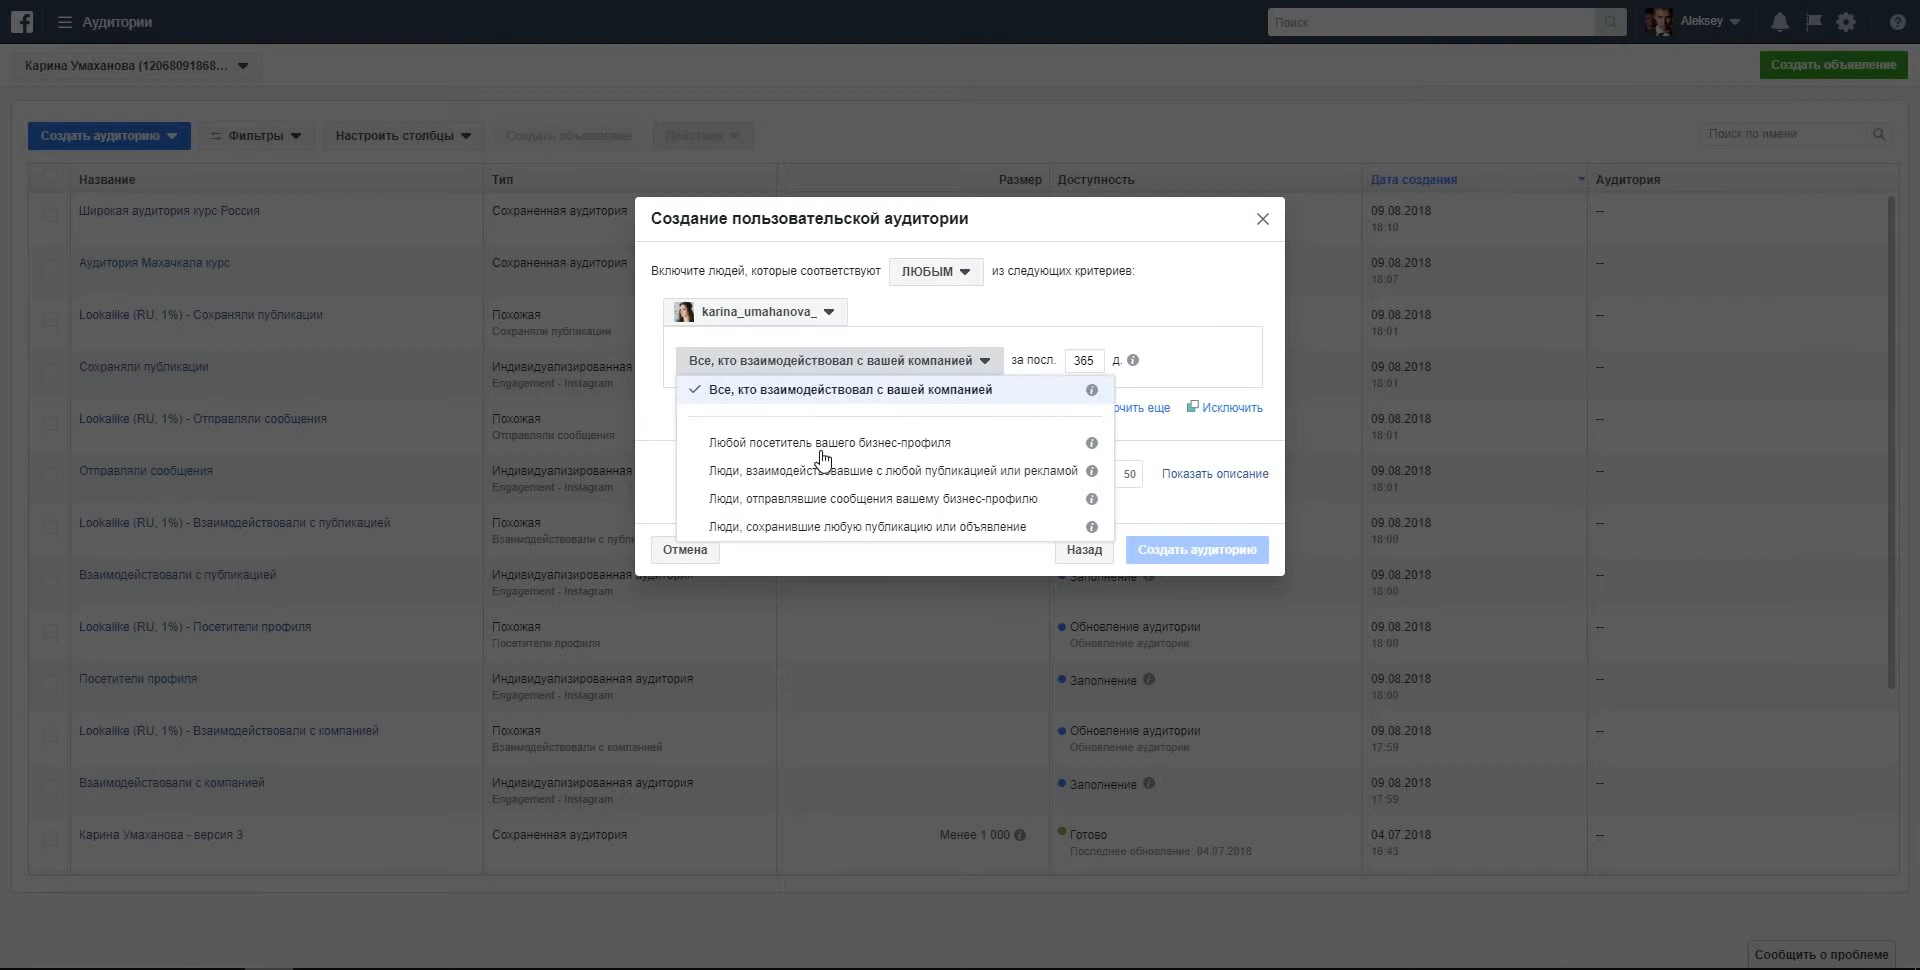 Аудитории
Поиск
Aleksey
Карина Умаханова (12068091868...
Создать объявление
Создать аудиторию
Фильтры
Настроить столбцы
Создать объявление
Действия
Поиск по имени
Название Тип Размер Доступность Дата создания Аудитория
Широкая аудитория курс Россия Сохраненная аудитория 09.08.2018 --
18:10
Аудитория Махачкала курс Сохраненная аудитория 09.08.2018 --
18:07
Lookalike (RU, 1%) - Сохраняли публикации Похожая 09.08.2018 --
Сохраняли публикации 18:01
Сохраняли публикации Индивидуализированная 09.08.2018 --
Engagement - Instagram 18:01
Lookalike (RU, 1%) - Отправляли сообщения Похожая 09.08.2018 --
Отправляли сообщения 18:01
Отправляли сообщения Индивидуализированная 09.08.2018 --
Engagement - Instagram 18:01
Lookalike (RU, 1%) - Взаимодействовали с публикацией Похожая 09.08.2018 --
Взаимодействовали с публи 18:00
Взаимодействовали с публикацией Индивидуализированная аудитория Заполнение 09.08.2018 --
Engagement - Instagram 18:00
Lookalike (RU, 1%) - Посетители профиля Похожая Обновление аудитории 09.08.2018 --
Посетители профиля Обновление аудитории 18:00
Посетители профиля Индивидуализированная аудитория Заполнение 09.08.2018 --
Engagement - Instagram 18:00
Lookalike (RU, 1%) - Взаимодействовали с компанией Похожая Обновление аудитории 09.08.2018 --
Взаимодействовали с компанией Обновление аудитории 17:59
Взаимодействовали с компанией Индивидуализированная аудитория Заполнение 09.08.2018 --
Engagement - Instagram 17:59
Карина Умаханова - версия 3 Сохраненная аудитория Менее 1 000 Готово 04.07.2018 --
Последнее обновление: 04.07.2018 16:43
Создание пользовательской аудитории
Включите людей, которые соответствуют ЛЮБЫМ из следующих критериев:
karina_umahanova_
Все, кто взаимодействовал с вашей компанией за посл. 365 д.
Все, кто взаимодействовал с вашей компанией
чить еще Исключить
Любой посетитель вашего бизнес-профиля
Люди, взаимодействовавшие с любой публикацией или рекламой
50 Показать описание
Люди, отправлявшие сообщения вашему бизнес-профилю
Люди, сохранившие любую публикацию или объявление
Отмена Назад Создать аудиторию
Сообщить о проблеме